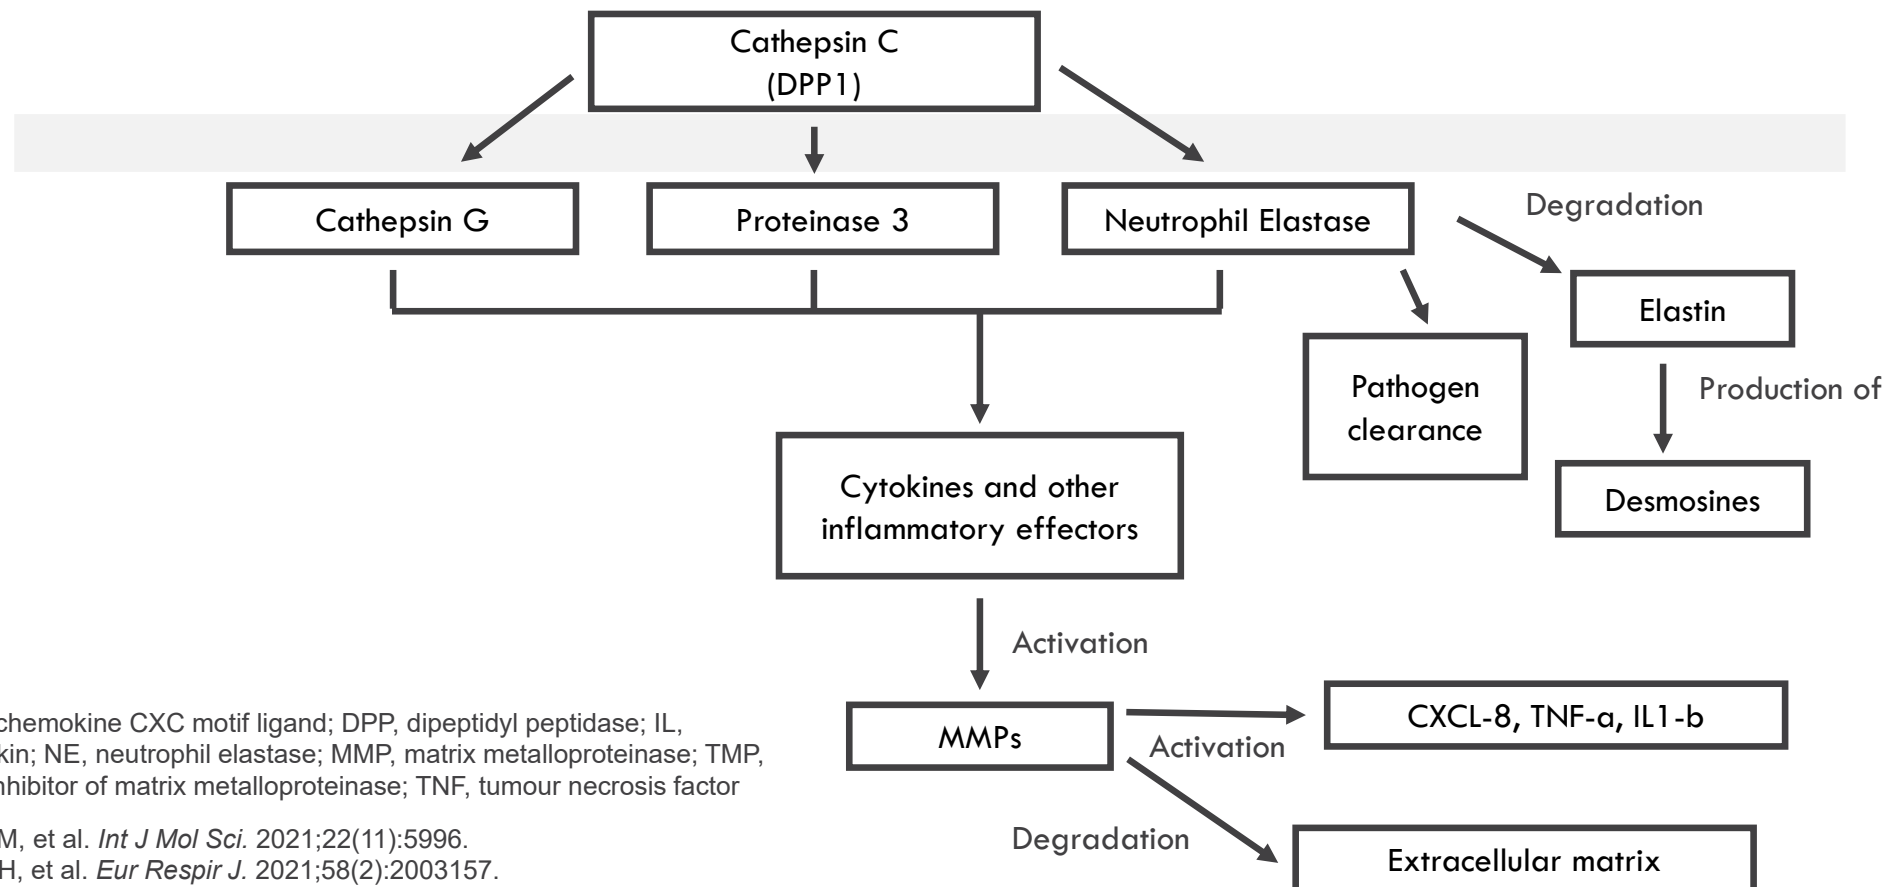 Cathepsin C
(DPP1)
Cathepsin G
Proteinase 3
Neutrophil Elastase
Degradation
Elastin
Pathogen
clearance
Production of
Desmosines
Cytokines and other
inflammatory effectors
Activation
MMPs
Activation
CXCL-8, TNF-a, IL1-b
Degradation
Extracellular matrix
chemokine CXC motif ligand; DPP, dipeptidyl peptidase; IL,
kin; NE, neutrophil elastase; MMP, matrix metalloproteinase; TMP,
nhibitor of matrix metalloproteinase; TNF, tumour necrosis factor
M, et al. Int J Mol Sci. 2021;22(11):5996.
H, et al. Eur Respir J. 2021;58(2):2003157.